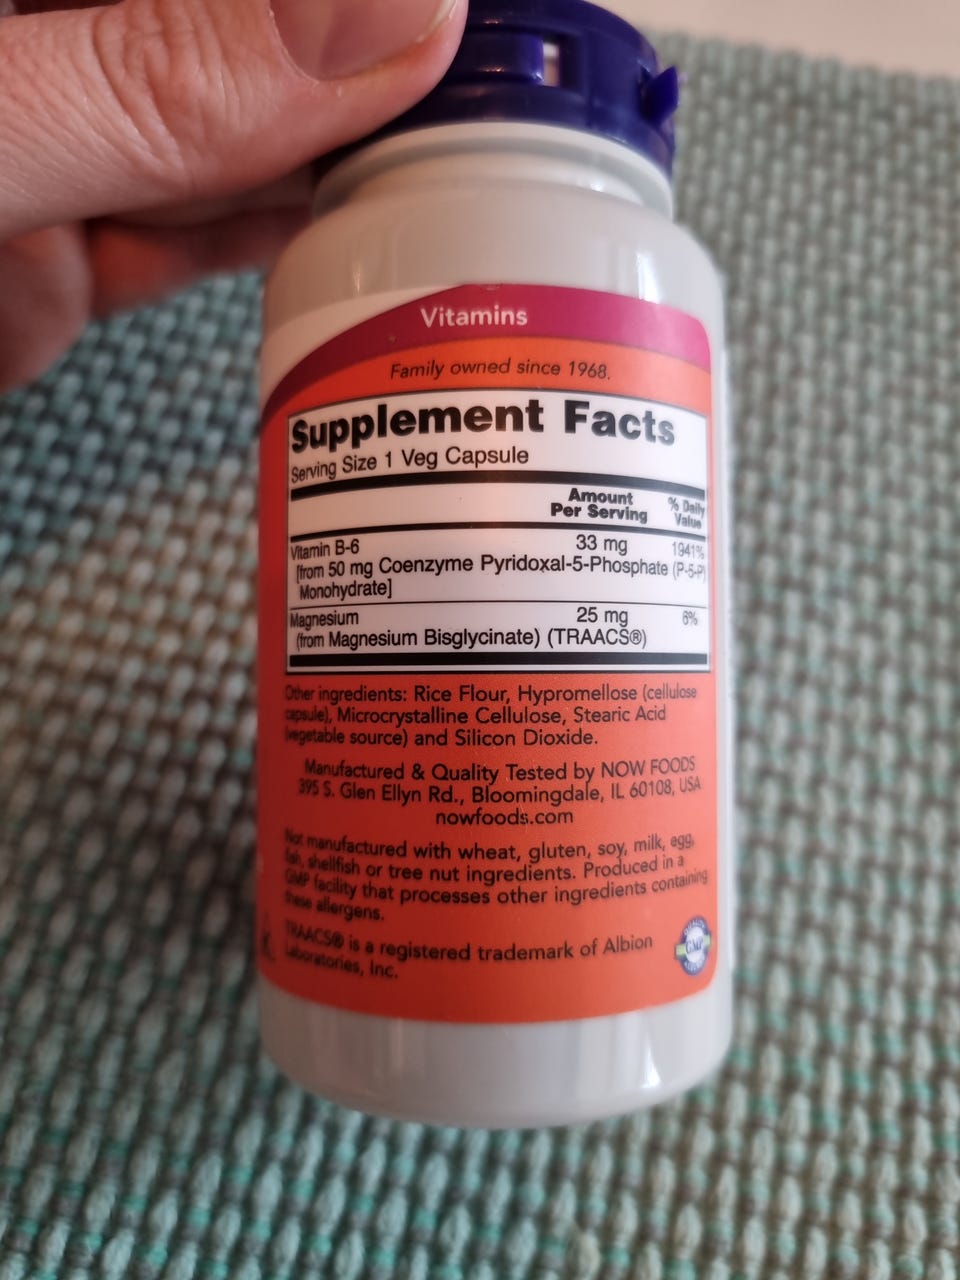 Vitamins
Family owned since 1968.
Supplement Facts
Serving Size 1 Veg Capsule
Amount Per Serving
% Daily Value
Vitamin B-6 33 mg 1941%
[from 50 mg Coenzyme Pyridoxal-5-Phosphate (P-5-P)
Monohydrate]
Magnesium 25 mg 6%
(from Magnesium Bisglycinate) (TRAACS®)
Other ingredients: Rice Flour, Hypromellose (cellulose
capsule), Microcrystalline Cellulose, Stearic Acid
(vegetable source) and Silicon Dioxide.
Manufactured & Quality Tested by NOW FOODS
395 S. Glen Ellyn Rd., Bloomingdale, IL 60108, USA
nowfoods.com
Not manufactured with wheat, gluten, soy, milk, egg,
fish, shellfish or tree nut ingredients. Produced in a
GMP facility that processes other ingredients containing
these allergens.
TRAACS® is a registered trademark of Albion
Laboratories, Inc.
GMP